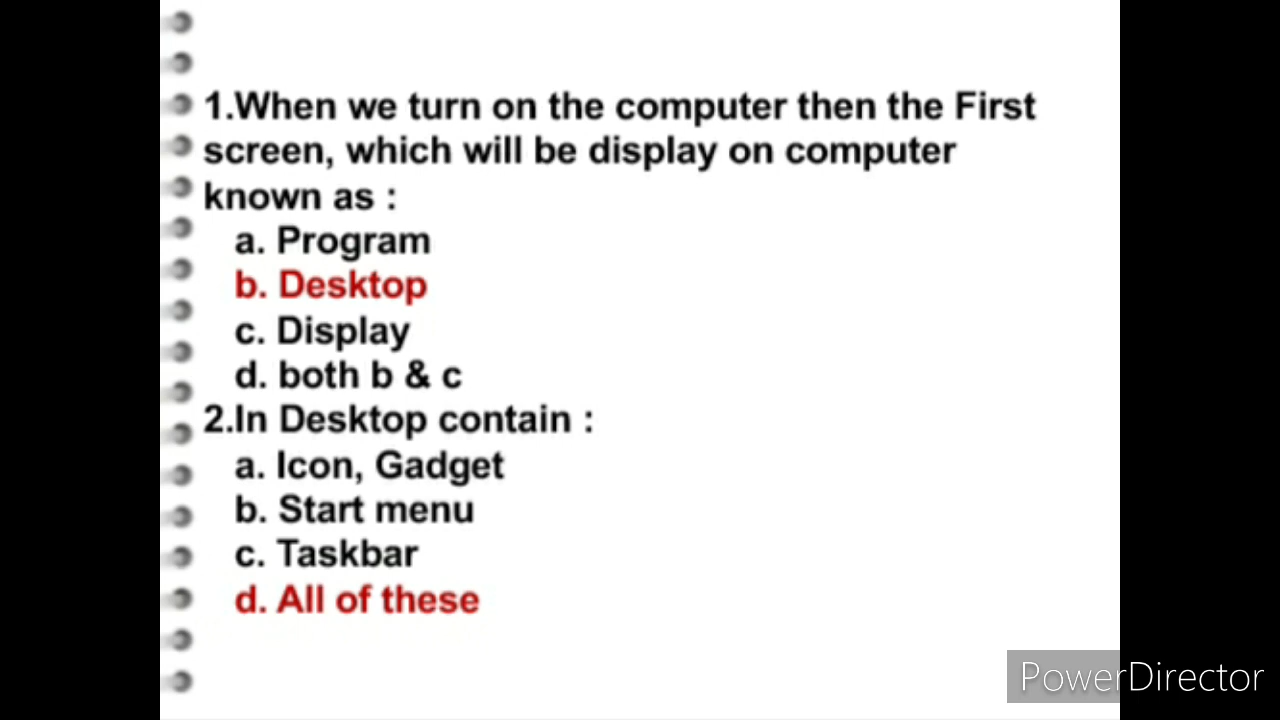 1.When we turn on the computer then the First
screen, which will be display on computer
known as :
a. Program
b. Desktop
c. Display
d. both b & c
2.In Desktop contain :
a. Icon, Gadget
b. Start menu
c. Taskbar
d. All of these
PowerDirector